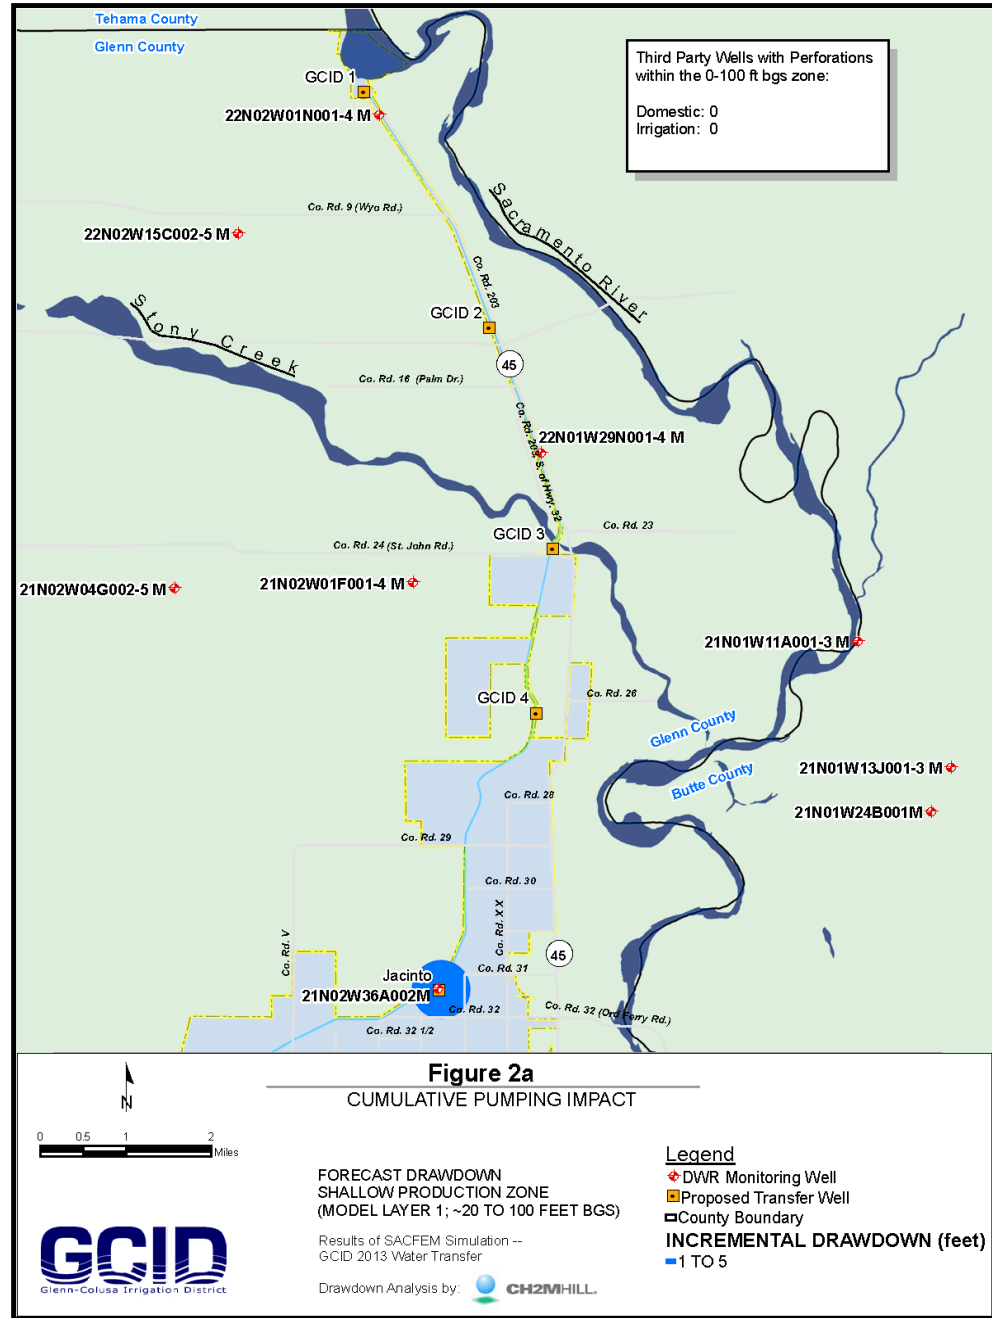 Tehama County
Glenn County
GCID 1
22N02W01N001-4 M
Third Party Wells with Perforations
within the 0-100 ft bgs zone:
Domestic: 0
Irrigation: 0
Sacramento River
Co. Rd. 9 (Wyo Rd.)
22N02W15C002-5 M
Co. Rd. 203
Stony Creek
GCID 2
45
Co. Rd. 16 (Palm Dr.)
Co. Rd. 203 S. of Hwy. 32
22N01W29N001-4 M
Co. Rd. 23
GCID 3
Co. Rd. 24 (St. John Rd.)
21N02W04G002-5 M
21N02W01F001-4 M
21N01W11A001-3 M
GCID 4
Co. Rd. 26
Glenn County
Butte County
21N01W13J001-3 M
21N01W24B001M
Co. Rd. 28
Co. Rd. 29
Co. Rd. 30
Co. Rd. XX
Co. Rd. V
45
Co. Rd. 31
Jacinto
21N02W36A002M
Co. Rd. 32
Co. Rd. 32 (Ord Ferry Rd.)
Co. Rd. 32 1/2
Figure 2a
CUMULATIVE PUMPING IMPACT
N
0 0.5 1 2
Miles
FORECAST DRAWDOWN
SHALLOW PRODUCTION ZONE
(MODEL LAYER 1; ~20 TO 100 FEET BGS)
Results of SACFEM Simulation --
GCID 2013 Water Transfer
Drawdown Analysis by: CH2MHILL.
Legend
DWR Monitoring Well
Proposed Transfer Well
County Boundary
INCREMENTAL DRAWDOWN (feet)
1 TO 5
GCID
Glenn-Colusa Irrigation District